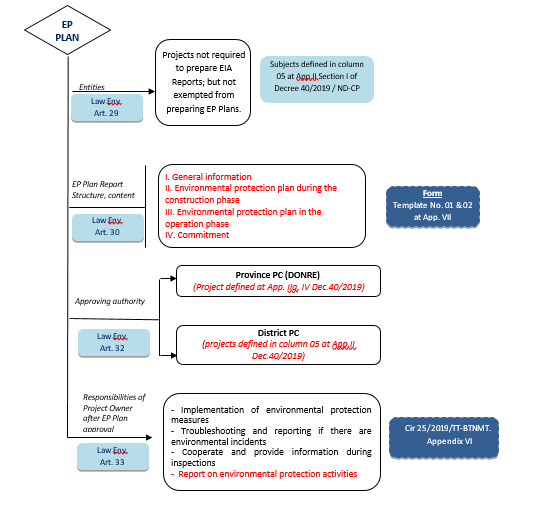 EP
PLAN
Projects not required
to prepare EIA
Reports; but not
exempted from
preparing EP Plans.
Subjects defined in column
05 at App.II Section I of
Decree 40/2019 / ND-CP
Entities
Law Env.
Art. 29
EP Plan Report
Structure, content
Law Env.
Art. 30
I. General information
II. Environmental protection plan during the
construction phase
III. Environmental protection plan in the
operation phase
IV. Commitment
Form
Template No. 01 &02
at App. VII
Approving authority
Law Env.
Art. 32
Province PC (DONRE)
(Project defined at App. IIa, IV Dec.40/2019)
District PC
(projects defined in column 05 at App.II
Dec.40/2019)
Responsibilities of
Project Owner
after EP Plan
approval
Law Env.
Art. 33
- Implementation of environmental protection
measures
- Troubleshooting and reporting if there are
environmental incidents
- Cooperate and provide information during
inspections
- Report on environmental protection activities
Cir 25/2019/TT-BTNMT.
Appendix VI